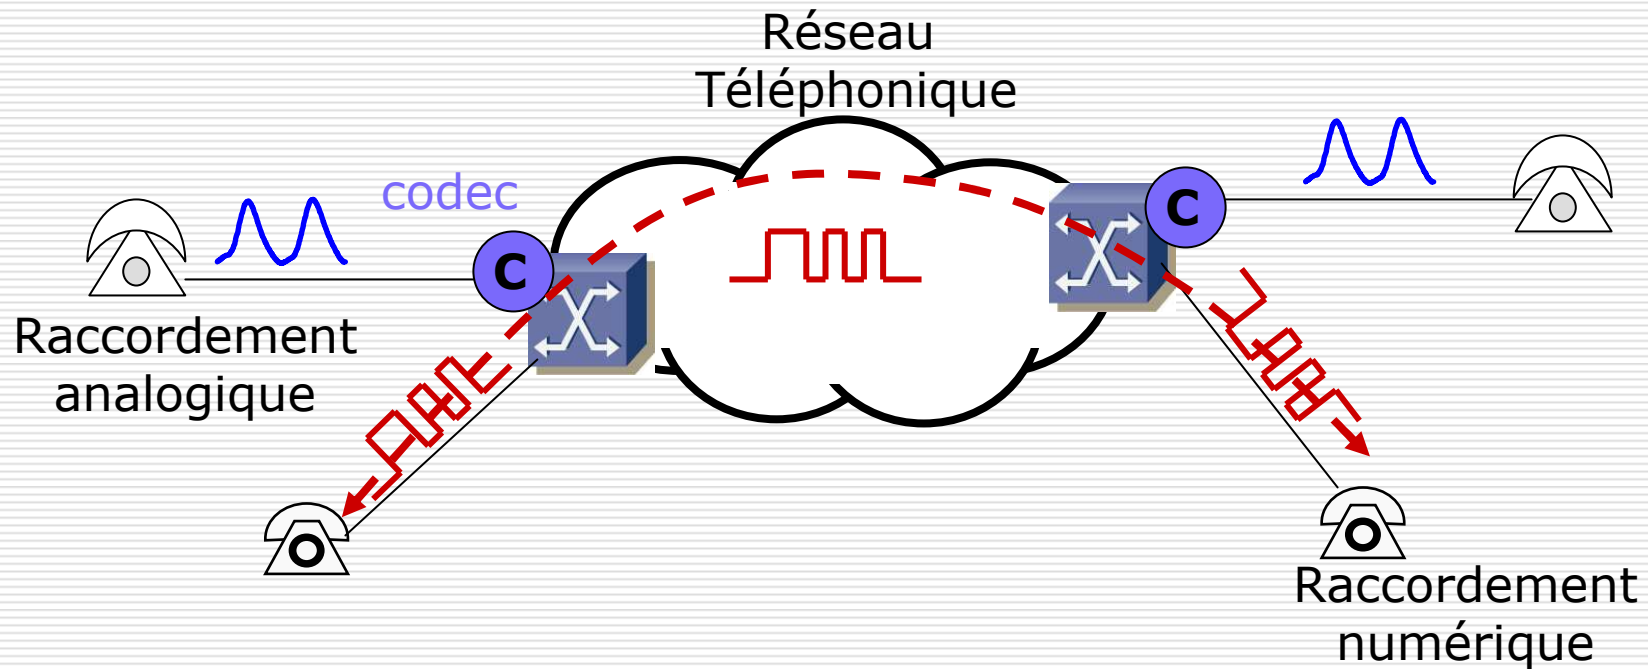 Réseau
Téléphonique
codec
C
C
Raccordement
analogique
Raccordement
numérique